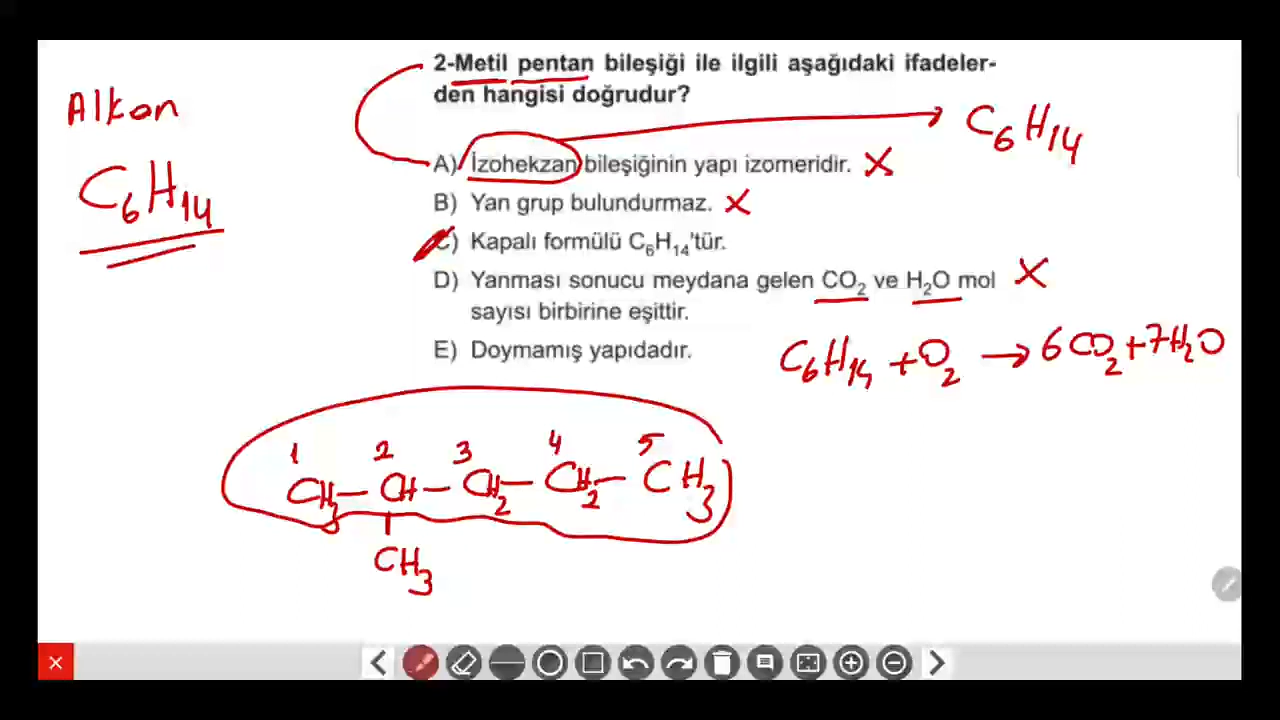 2-Metil pentan bileşiği ile ilgili aşağıdaki ifadeler-
den hangisi doğrudur?
Alkan
C6H14
A) İzohekzan bileşiğinin yapı izomeridir. X
C6H14
B) Yan grup bulundurmaz. X
C) Kapalı formülü C6H14'tür.
D) Yanması sonucu meydana gelen CO2 ve H2O mol X
sayısı birbirine eşittir.
E) Doymamış yapıdadır.
C6H14 + O2 → 6CO2 + 7H2O
1 2 3 4 5
CH3 — CH — CH2 — CH2 — CH3
CH3